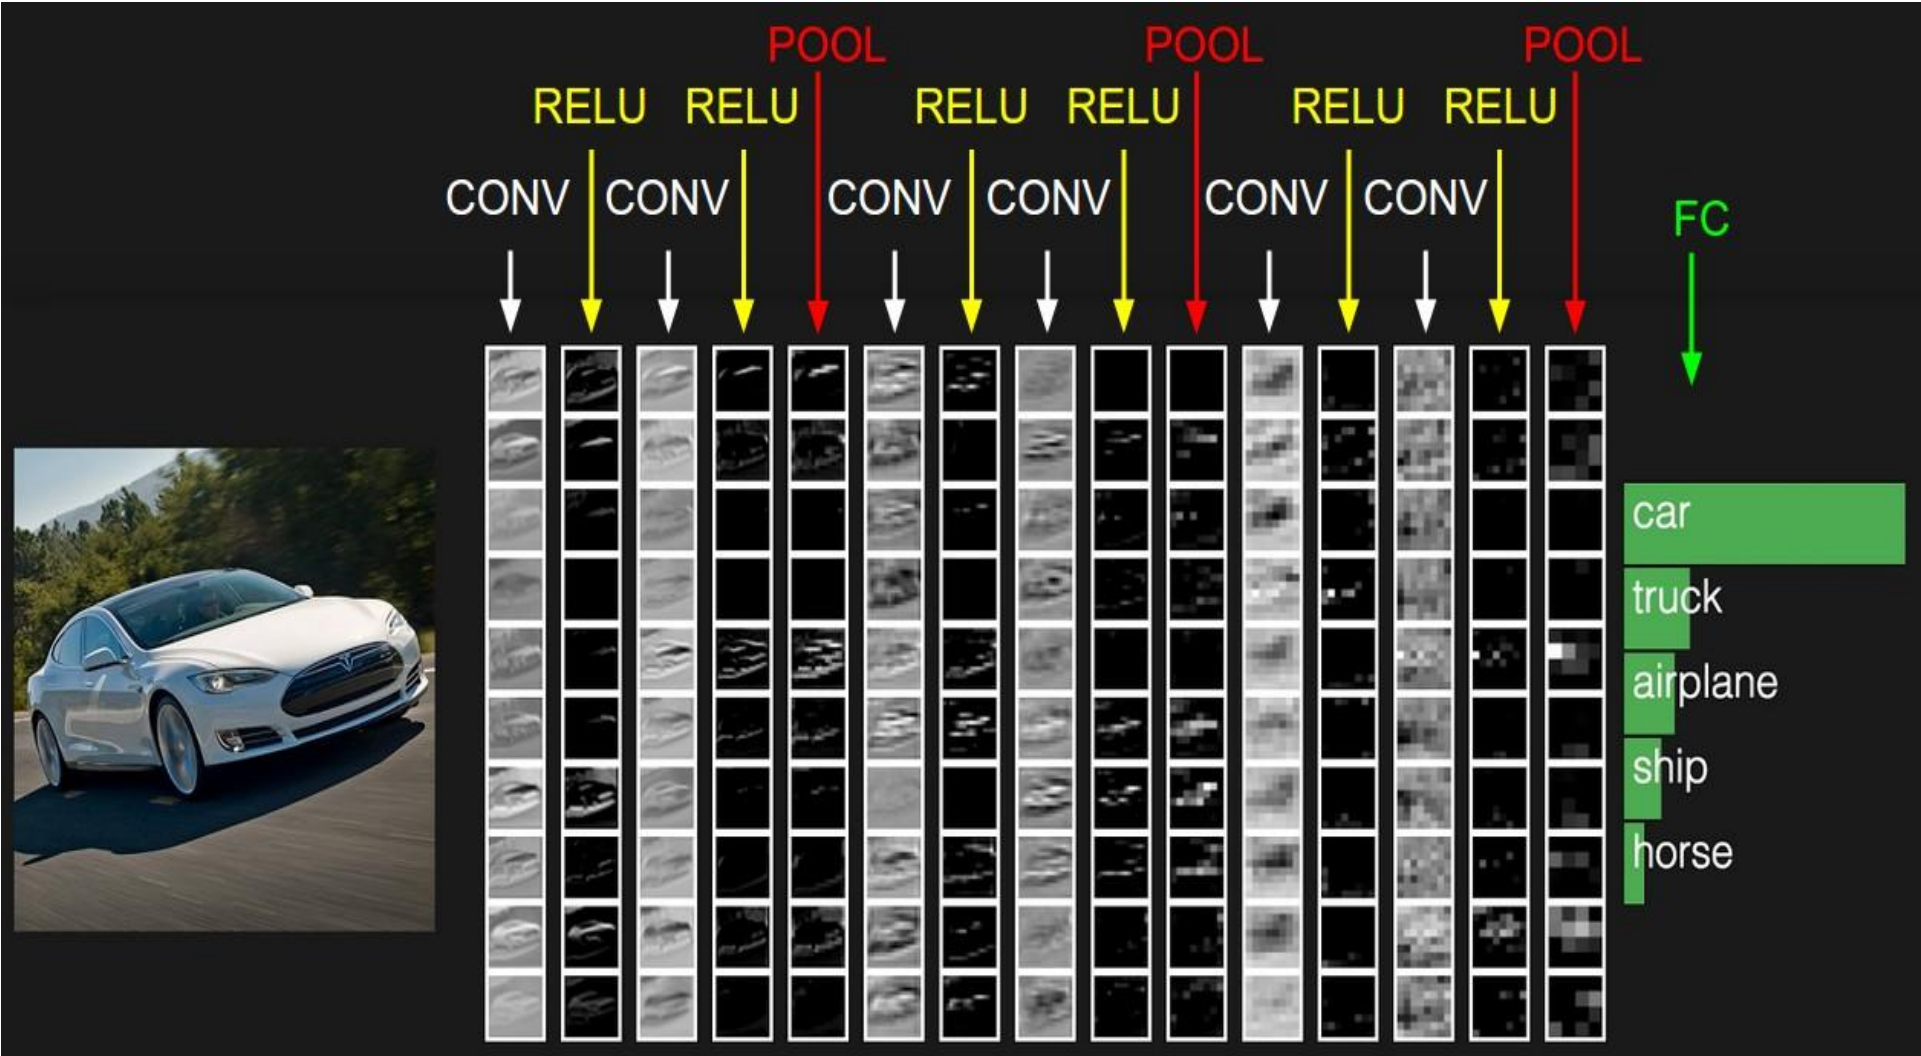 POOL POOL POOL
RELU RELU RELU RELU RELU RELU
CONV CONV CONV CONV CONV CONV
FC
car
truck
airplane
ship
horse